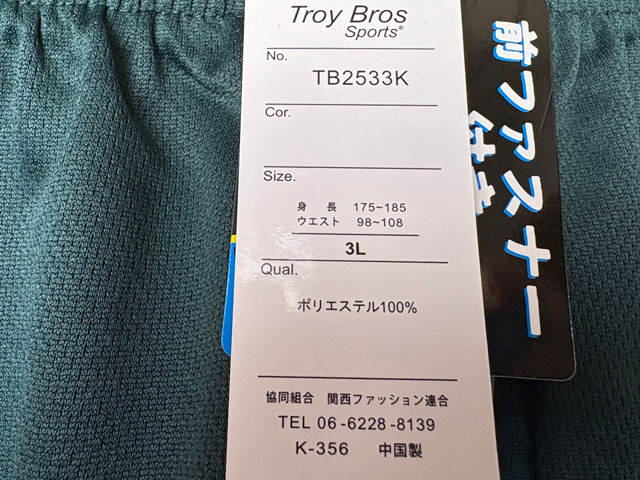 Troy Bros
Sports®
No.
TB2533K
Cor.
Size.
身 長 175~185
ウエスト 98~108
3L
Qual.
ポリエステル100%
協同組合 関西ファッション連合
TEL 06-6228-8139
K-356 中国製
前ファスナー
付き